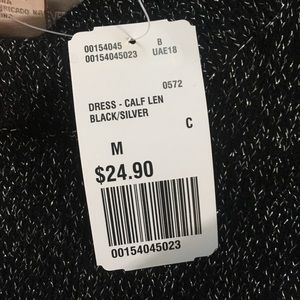 00154045 B
00154045023 UAE18
0572
DRESS - CALF LEN
BLACK/SILVER
C
M
$24.90
00154045023